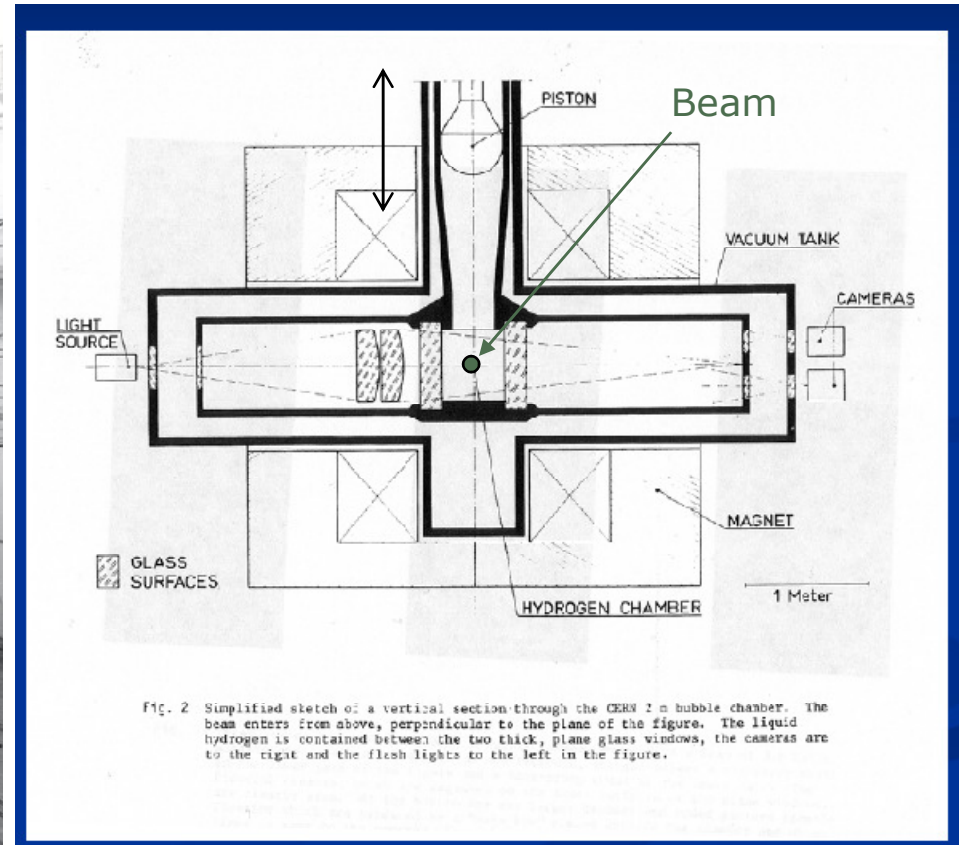 PISTON
Beam
VACUUM TANK
CAMERAS
LIGHT
SOURCE
MAGNET
GLASS
SURFACES
HYDROGEN CHAMBER
1 Meter
Fig. 2 Simplified sketch of a vertical section through the CERN 2 m bubble chamber. The
beam enters from above, perpendicular to the plane of the figure. The liquid
hydrogen is contained between the two thick, plane glass windows, the cameras are
to the right and the flash lights to the left in the figure.